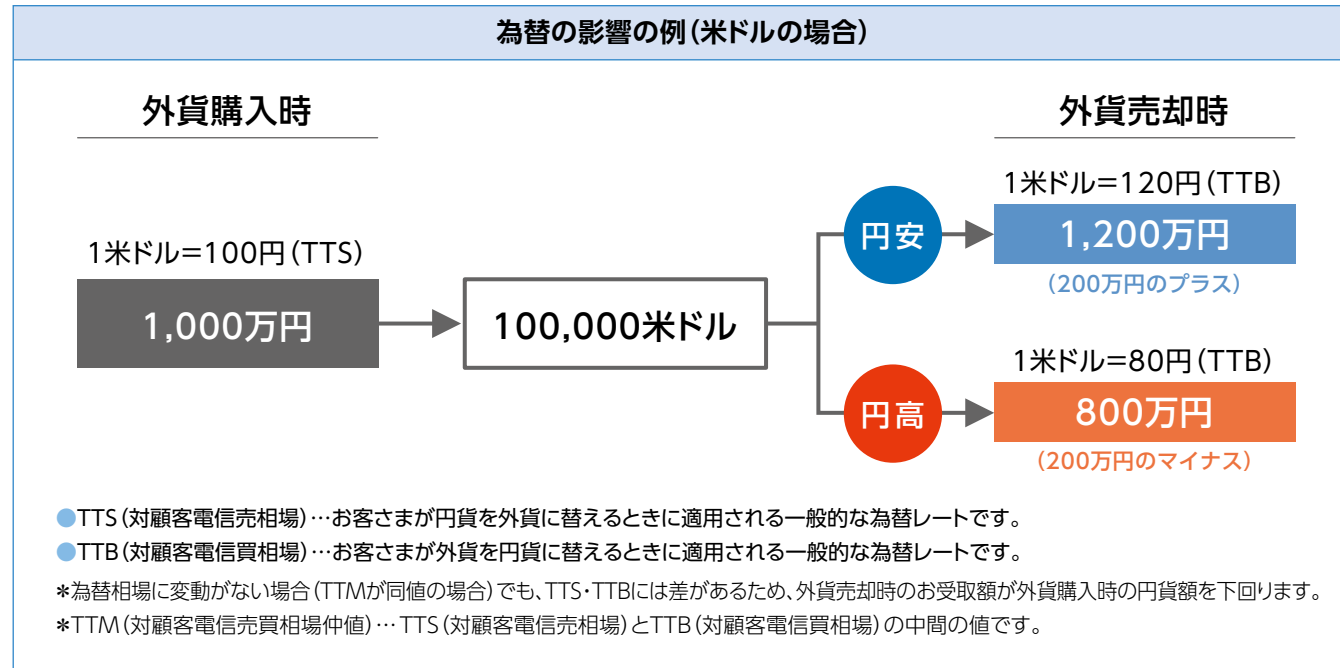 為替の影響の例(米ドルの場合)
外貨購入時
外貨売却時
1米ドル=100円(TTS)
1,000万円
100,000米ドル
円安
1米ドル=120円(TTB)
1,200万円
(200万円のプラス)
円高
1米ドル=80円(TTB)
800万円
(200万円のマイナス)
●TTS(対顧客電信売相場)…お客さまが円貨を外貨に替えるときに適用される一般的な為替レートです。
●TTB(対顧客電信買相場)…お客さまが外貨を円貨に替えるときに適用される一般的な為替レートです。
*為替相場に変動がない場合(TTMが同値の場合)でも、TTS・TTBには差があるため、外貨売却時のお受取額が外貨購入時の円貨額を下回ります。
*TTM(対顧客電信売買相場仲値)…TTS(対顧客電信売相場)とTTB(対顧客電信買相場)の中間の値です。